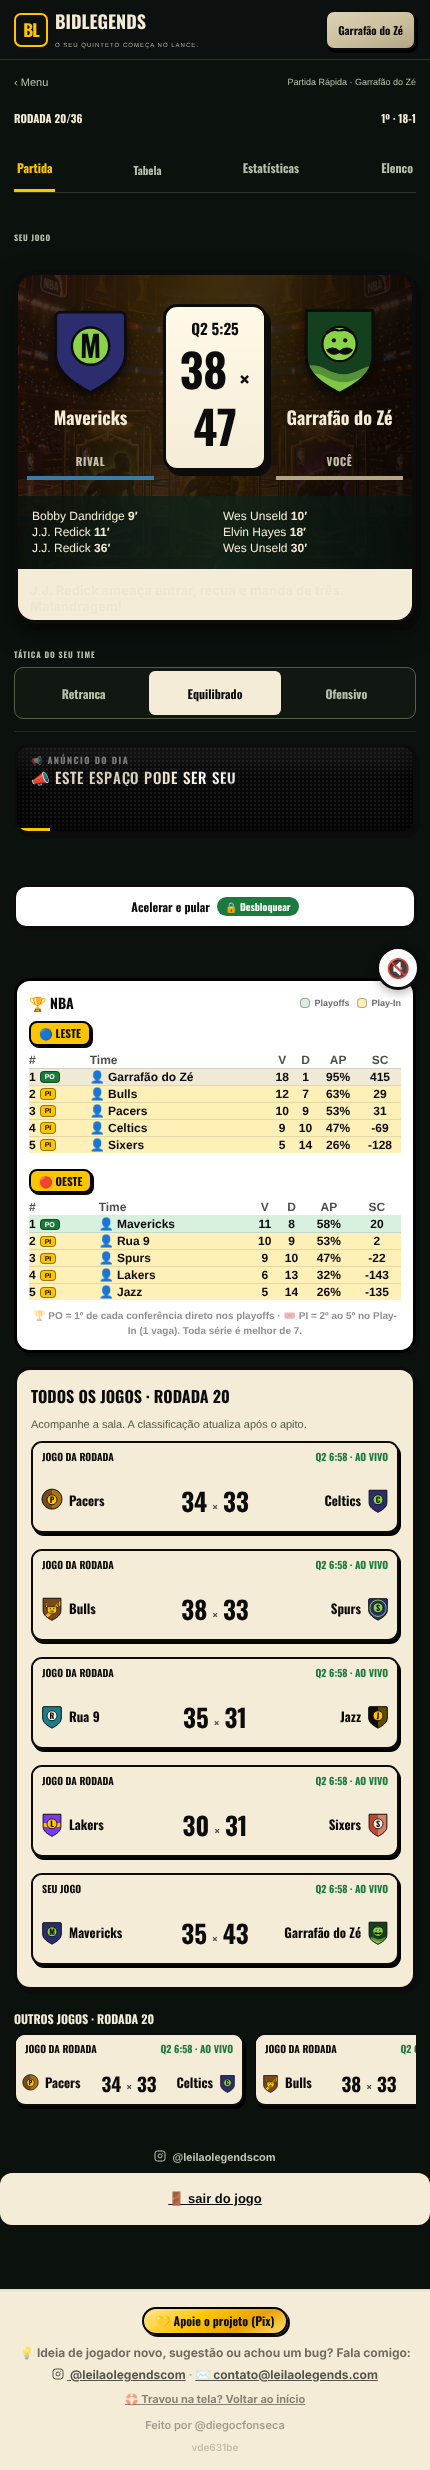 BL
BIDLEGENDS
O SEU QUINTETO COMEÇA NO LANCE.
Garrafão do Zé
‹ Menu
Partida Rápida · Garrafão do Zé
RODADA 20/36
1º · 18-1
Partida
Tabela
Estatísticas
Elenco
SEU JOGO
M
Mavericks
RIVAL
Q2 5:25
38 ×
47
Garrafão do Zé
VOCÊ
Bobby Dandridge 9′
J.J. Redick 11′
J.J. Redick 36′
Wes Unseld 10′
Elvin Hayes 18′
Wes Unseld 30′
J.J. Redick ameaça entrar, recua e manda de três.
Malandragem!
TÁTICA DO SEU TIME
Retranca
Equilibrado
Ofensivo
📢 ANÚNCIO DO DIA
📣 ESTE ESPAÇO PODE SER SEU
Acelerar e pular 🔒 Desbloquear
🏆 NBA
Playoffs
Play-In
🔵 LESTE
# Time V D AP SC
1 PO 👤 Garrafão do Zé 18 1 95% 415
2 PI 👤 Bulls 12 7 63% 29
3 PI 👤 Pacers 10 9 53% 31
4 PI 👤 Celtics 9 10 47% -69
5 PI 👤 Sixers 5 14 26% -128
🔴 OESTE
# Time V D AP SC
1 PO 👤 Mavericks 11 8 58% 20
2 PI 👤 Rua 9 10 9 53% 2
3 PI 👤 Spurs 9 10 47% -22
4 PI 👤 Lakers 6 13 32% -143
5 PI 👤 Jazz 5 14 26% -135
🏆 PO = 1º de cada conferência direto nos playoffs · 🎟️ PI = 2º ao 5º no Play-
In (1 vaga). Toda série é melhor de 7.
TODOS OS JOGOS · RODADA 20
Acompanhe a sala. A classificação atualiza após o apito.
JOGO DA RODADA
Q2 6:58 · AO VIVO
P Pacers 34 × 33 Celtics C
JOGO DA RODADA
Q2 6:58 · AO VIVO
Bulls 38 × 33 Spurs S
JOGO DA RODADA
Q2 6:58 · AO VIVO
R Rua 9 35 × 31 Jazz J
JOGO DA RODADA
Q2 6:58 · AO VIVO
L Lakers 30 × 31 Sixers S
SEU JOGO
Q2 6:58 · AO VIVO
M Mavericks 35 × 43 Garrafão do Zé
OUTROS JOGOS · RODADA 20
JOGO DA RODADA
Q2 6:58 · AO VIVO
P Pacers 34 × 33 Celtics C
JOGO DA RODADA
Q2
Bulls 38 × 33
@leilaolegendscom
🚪 sair do jogo
💛 Apoie o projeto (Pix)
💡 Ideia de jogador novo, sugestão ou achou um bug? Fala comigo:
@leilaolegendscom · ✉️ contato@leilaolegends.com
🛟 Travou na tela? Voltar ao início
Feito por @diegocfonseca
vde631be